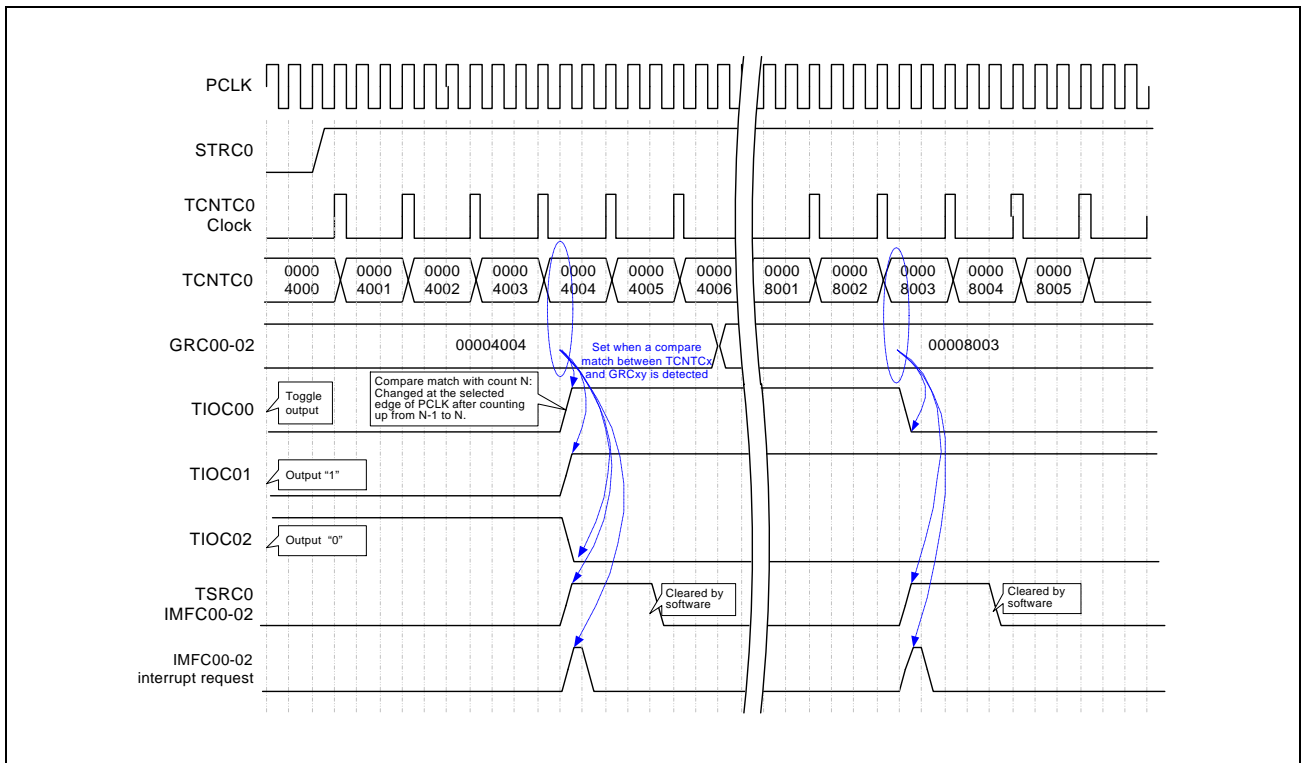 PCLK
STRC0
TCNTC0
Clock
TCNTC0
0000
4000
0000
4001
0000
4002
0000
4003
0000
4004
0000
4005
0000
4006
0000
8001
0000
8002
0000
8003
0000
8004
0000
8005
GRC00-02
00004004
Set when a compare
match between TCNTCx
and GRCxy is detected
00008003
TIOC00
Toggle
output
Compare match with count N:
Changed at the selected
edge of PCLK after counting
up from N-1 to N.
TIOC01
Output “1”
TIOC02
Output “0”
TSRC0
IMFC00-02
Cleared by
software
Cleared by
software
IMFC00-02
interrupt request